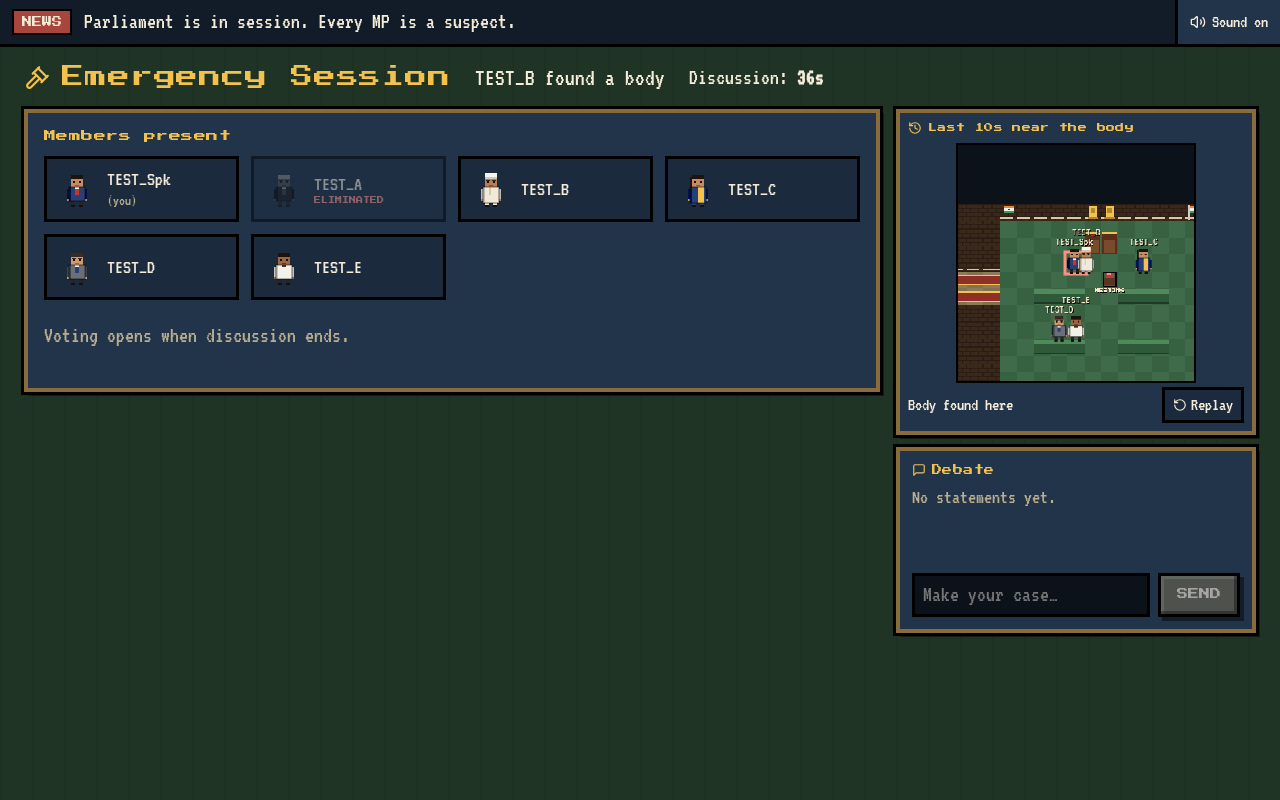 NEWS Parliament is in session. Every MP is a suspect. Sound on
Emergency Session TEST_B found a body Discussion: 36s
Members present
TEST_Spk
(you)
TEST_A
ELIMINATED
TEST_B
TEST_C
TEST_D
TEST_E
Voting opens when discussion ends.
Last 10s near the body
TEST_Spk
TEST_C
TEST_E
TEST_D
Body found here
Replay
Debate
No statements yet.
Make your case…
SEND